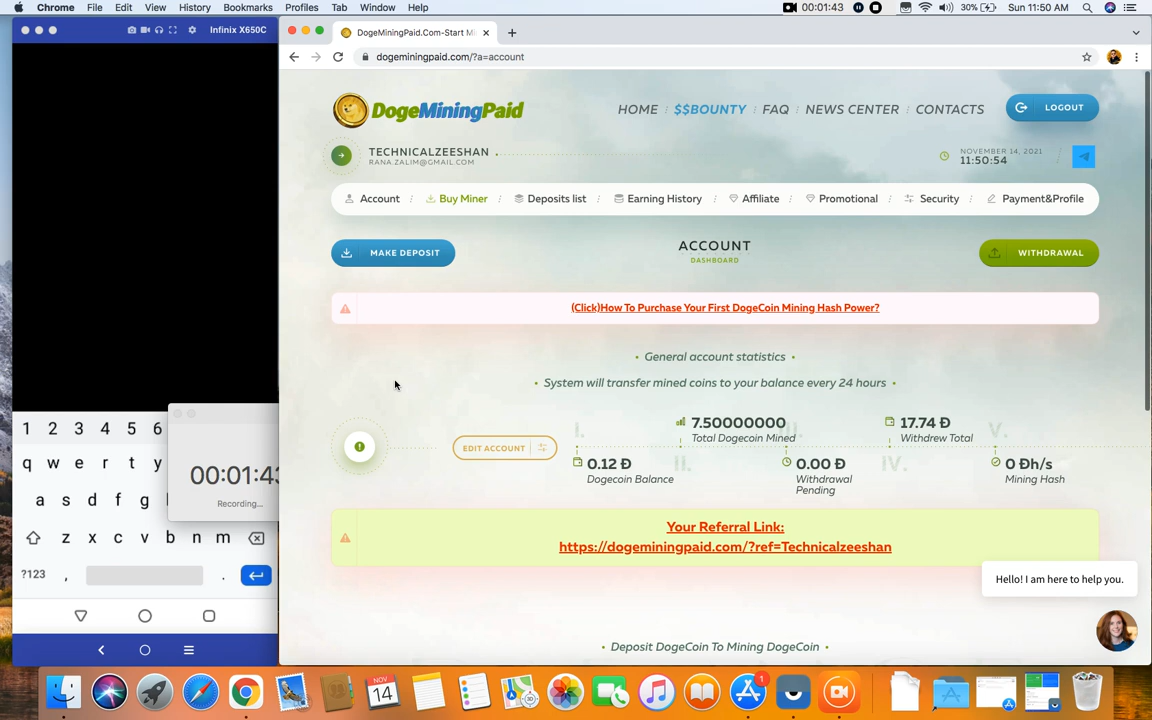 Chrome File Edit View History Bookmarks Profiles Tab Window Help 00:01:43 30% Sun 11:50 AM
Infinix X650C
DogeMiningPaid.Com-Start Mi
dogeminingpaid.com/?a=account
DogeMiningPaid
HOME $$BOUNTY FAQ NEWS CENTER CONTACTS LOGOUT
TECHNICALZEESHAN
RANA.ZALIM@GMAIL.COM
NOVEMBER 14, 2021
11:50:54
Account Buy Miner Deposits list Earning History Affiliate Promotional Security Payment&Profile
MAKE DEPOSIT
ACCOUNT
DASHBOARD
WITHDRAWAL
(Click)How To Purchase Your First DogeCoin Mining Hash Power?
• General account statistics •
• System will transfer mined coins to your balance every 24 hours •
EDIT ACCOUNT
I.
0.12 Đ
Dogecoin Balance
7.50000000
Total Dogecoin Mined
II.
0.00 Đ
Withdrawal
Pending
17.74 Đ
Withdrew Total
IV.
V.
0 Đh/s
Mining Hash
Your Referral Link:
https://dogeminingpaid.com/?ref=Technicalzeeshan
Hello! I am here to help you.
• Deposit DogeCoin To Mining DogeCoin •
1 2 3 4 5 6
q w e r t y
a s d f g
z x c v b n m
?123 , .
00:01:43
Recording...
NOV
14
1